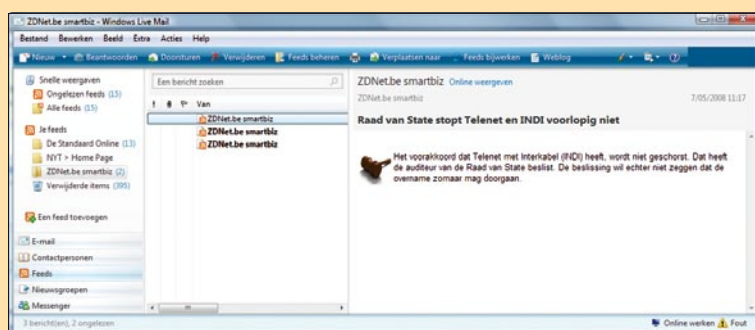 ZDNet.be smartbiz - Windows Live Mail
Bestand Bewerken Beeld Extra Acties Help
Nieuw Beantwoorden Doorsturen Verwijderen Feeds beheren Verplaatsen naar Feeds bijwerken Weblog
Snelle weergaven
Ongelezen feeds (15)
Alle feeds (15)
Je feeds
De Standaard Online (13)
NYT > Home Page
ZDNet.be smartbiz (2)
Verwijderde items (395)
Een feed toevoegen
E-mail
Contactpersonen
Feeds
Nieuwsgroepen
Messenger
Een bericht zoeken
! Van
ZDNet.be smartbiz
ZDNet.be smartbiz
ZDNet.be smartbiz
ZDNet.be smartbiz Online weergeven
ZDNet.be smartbiz 7/05/2008 11:17
Raad van State stopt Telenet en INDI voorlopig niet
Het voorakkoord dat Telenet met Interkabel (INDI) heeft, wordt niet geschorst. Dat heeft
de auditeur van de Raad van State beslist. De beslissing wil echter niet zeggen dat de
overname zomaar mag doorgaan.
3 bericht(en), 2 ongelezen
Online werken Fout